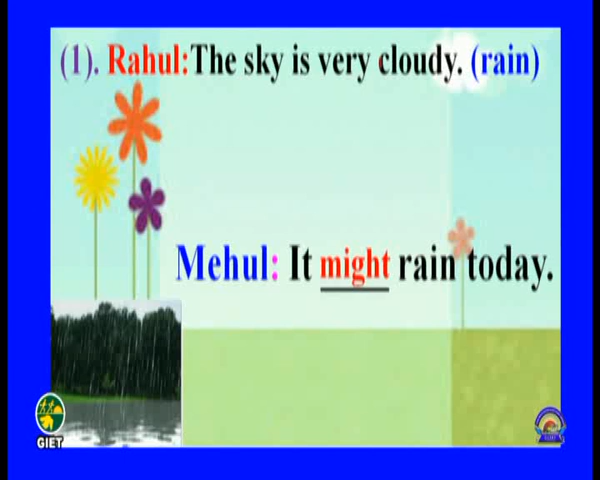 (1). Rahul:The sky is very cloudy. (rain)
Mehul: It might rain today.
GIET